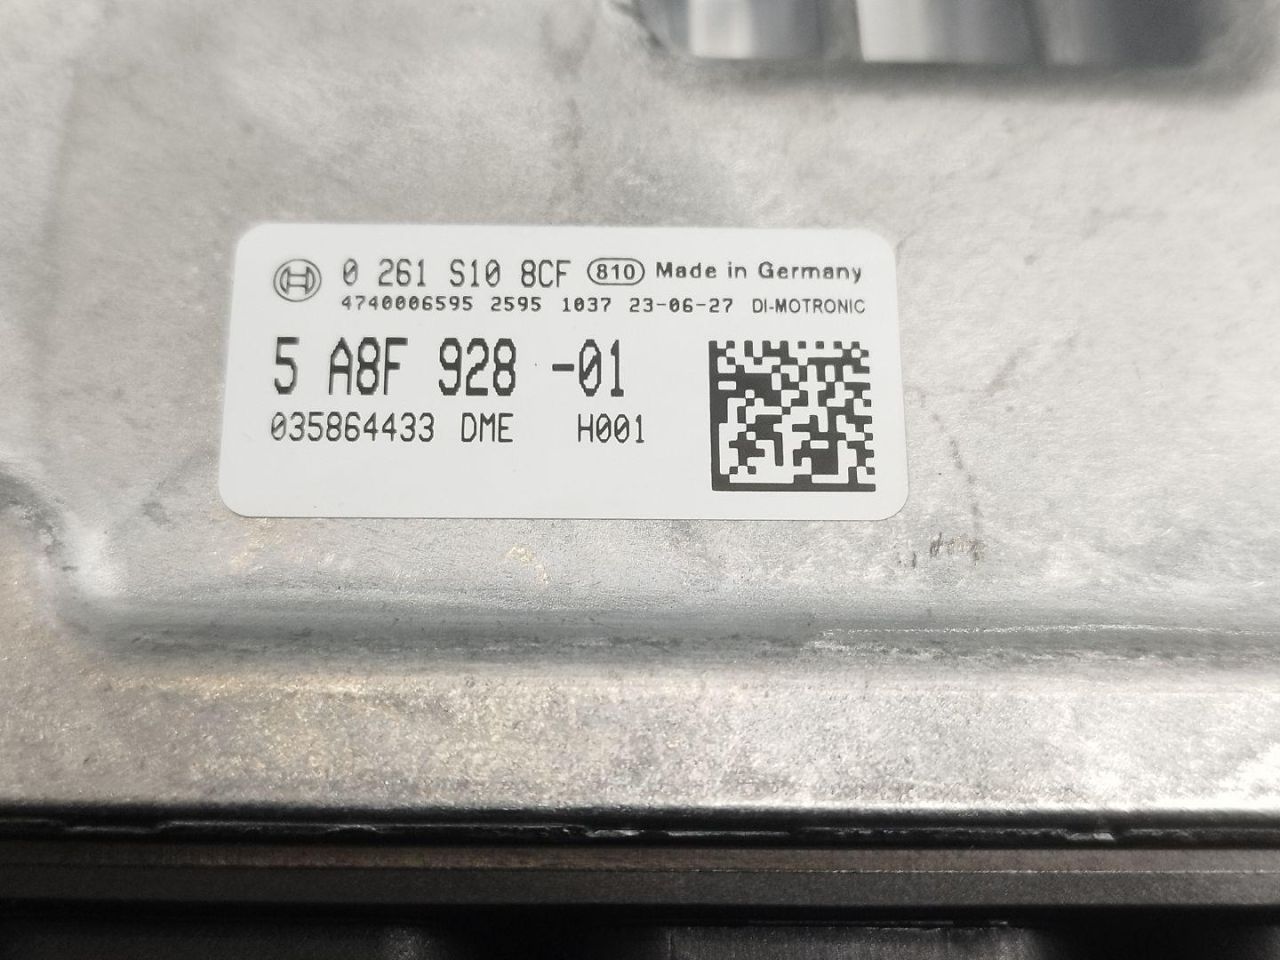 0 261 S10 8CF 810 Made in Germany
4740006595 2595 1037 23-06-27 DI-MOTRONIC
5 A8F 928 -01
035864433 DME H001